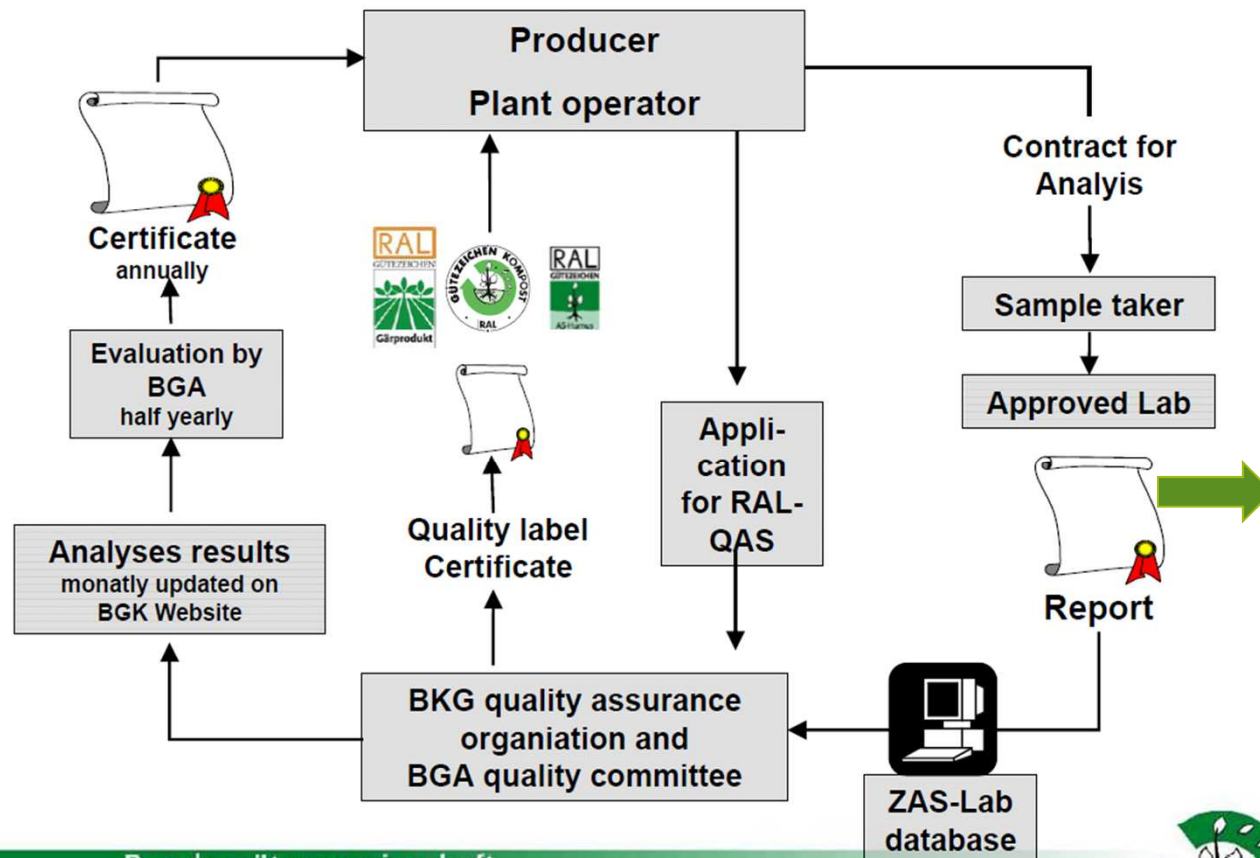 Producer
Plant operator
Contract for
Analyis
Sample taker
Approved Lab
Report
ZAS-Lab
database
BKG quality assurance
organiation and
BGA quality committee
Appli-
cation
for RAL-
QAS
Quality label
Certificate
RAL
GÜTEZEICHEN
Gärprodukt
GÜTEZEICHEN KOMPOST
RAL
RAL
GÜTEZEICHEN
AS-Humus
Analyses results
monatly updated on
BGK Website
Evaluation by
BGA
half yearly
Certificate
annually